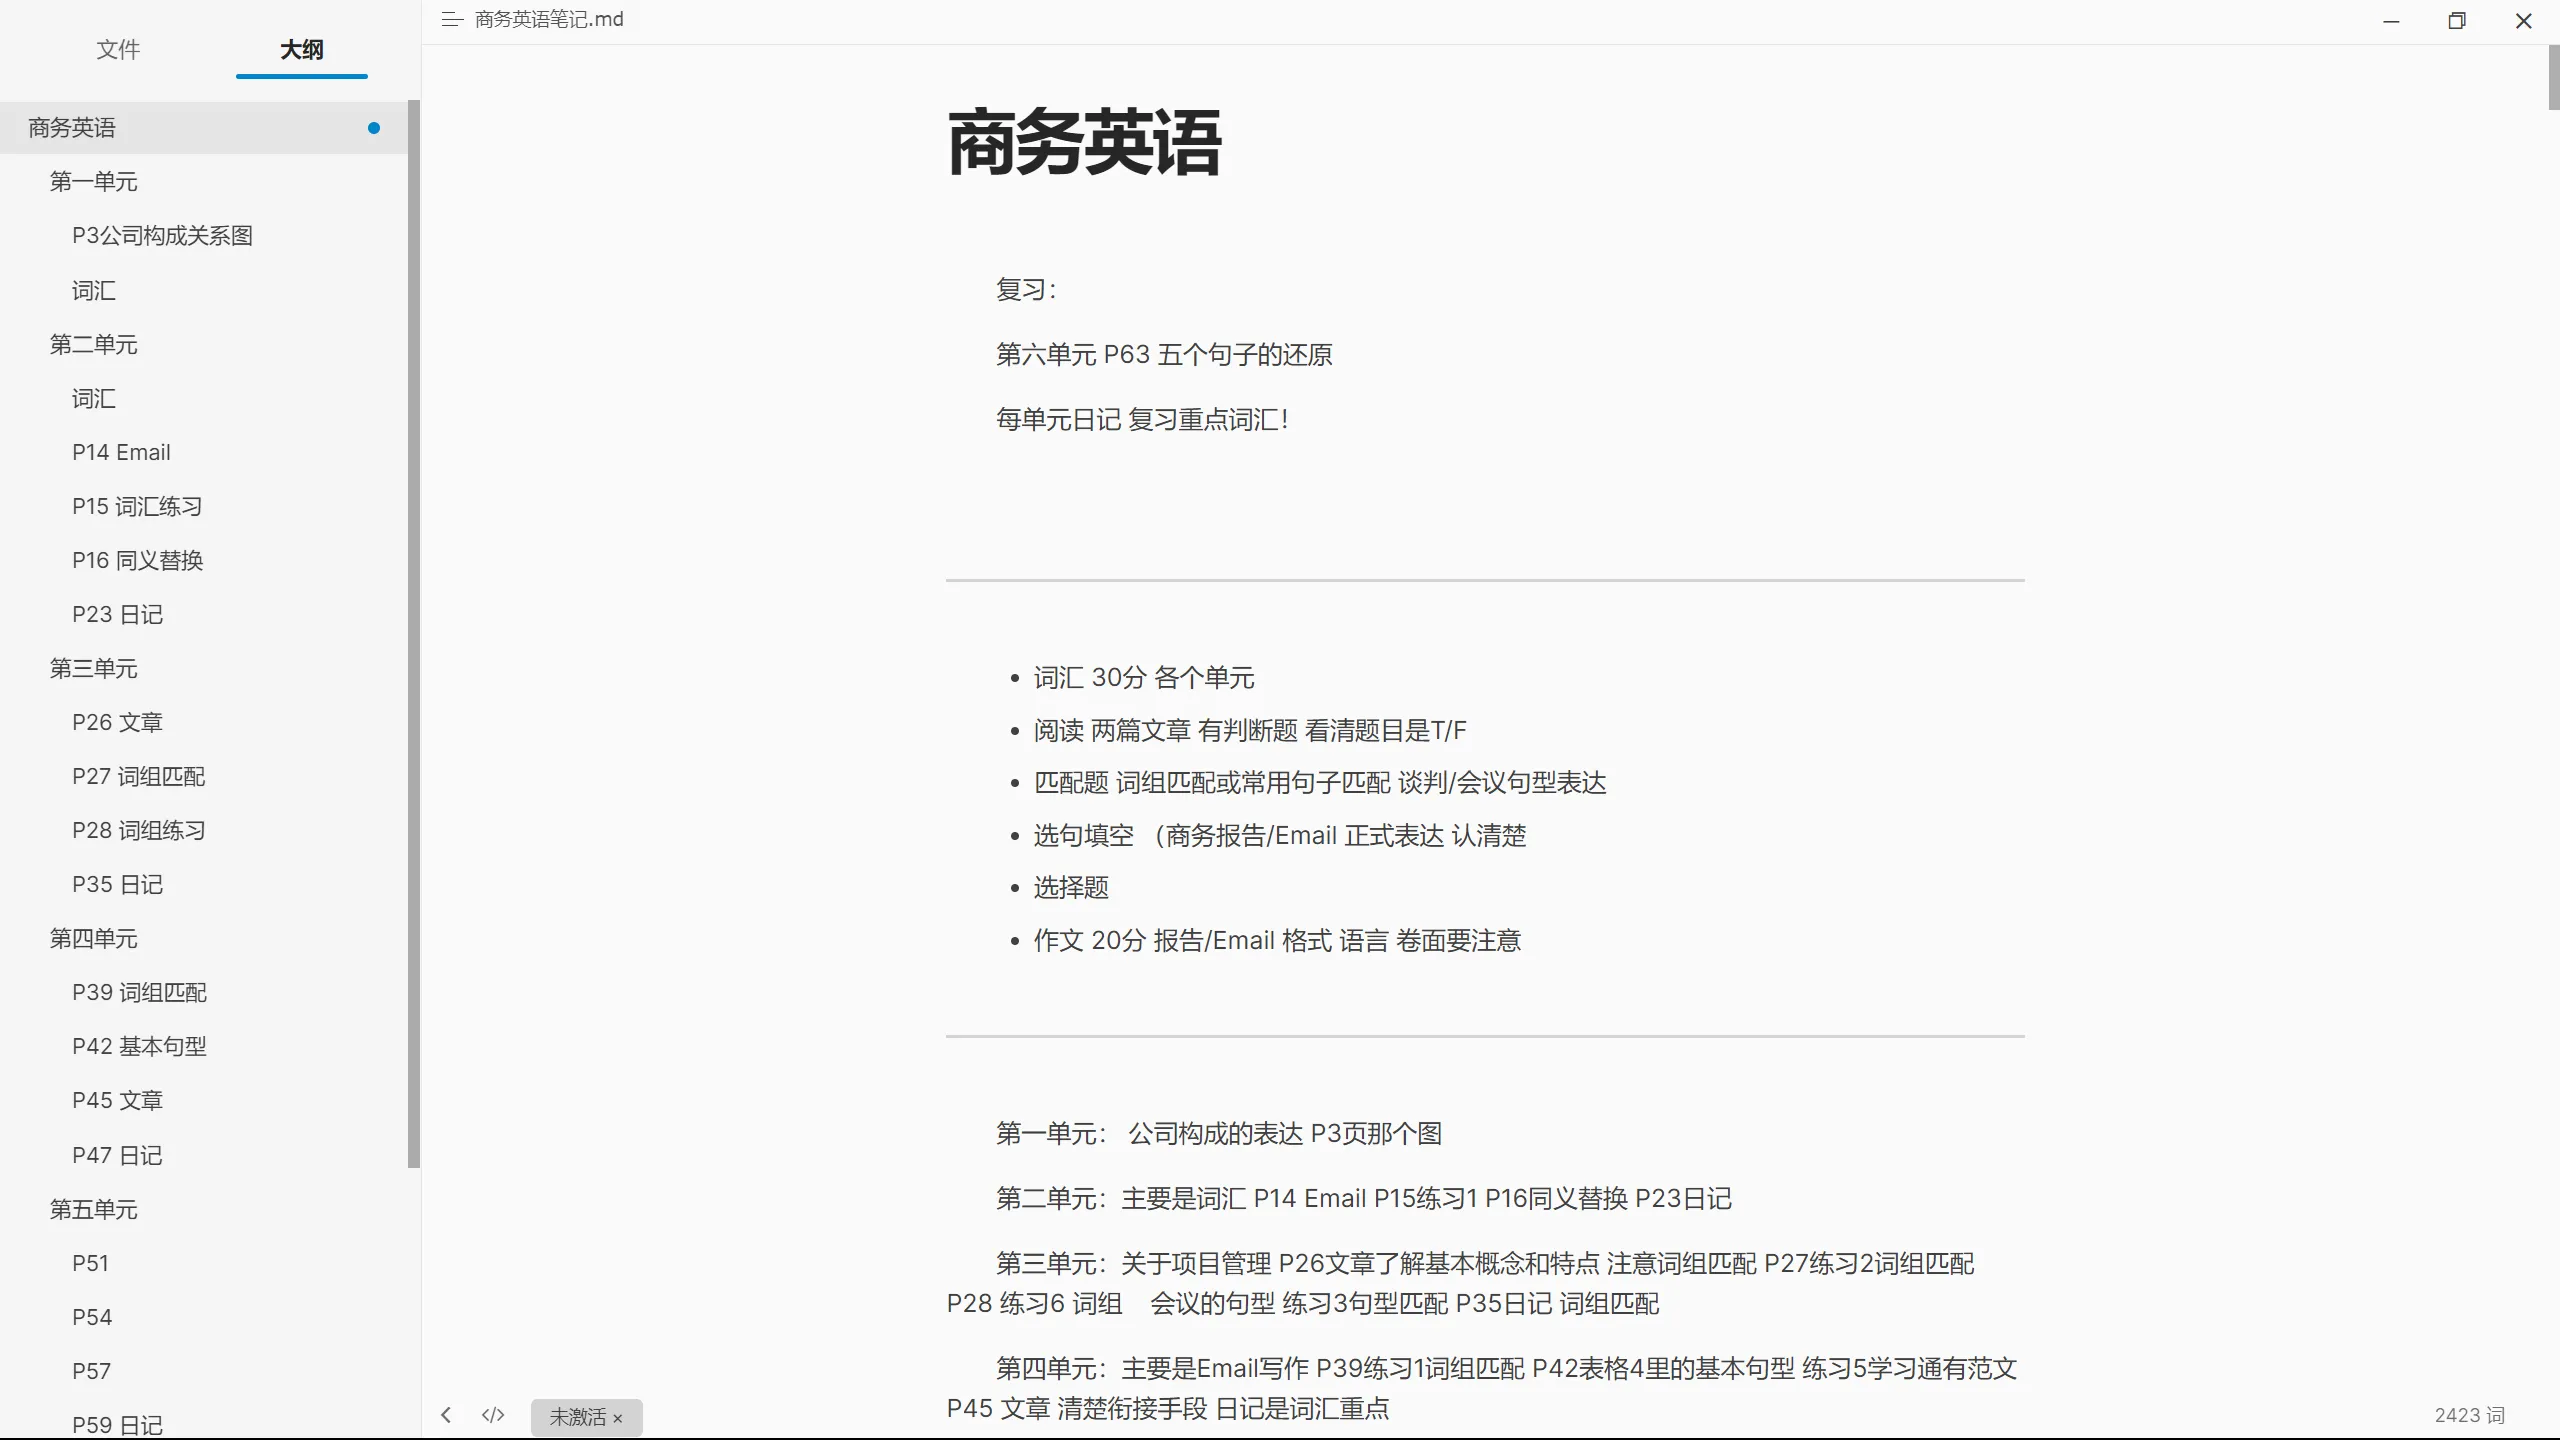 文件
大纲
商务英语
第一单元
P3公司构成关系图
词汇
第二单元
词汇
P14 Email
P15 词汇练习
P16 同义替换
P23 日记
第三单元
P26 文章
P27 词组匹配
P28 词组练习
P35 日记
第四单元
P39 词组匹配
P42 基本句型
P45 文章
P47 日记
第五单元
P51
P54
P57
P59 日记
商务英语笔记.md
商务英语
复习：
第六单元 P63 五个句子的还原
每单元日记 复习重点词汇！
词汇 30分 各个单元
阅读 两篇文章 有判断题 看清题目是T/F
匹配题 词组匹配或常用句子匹配 谈判/会议句型表达
选句填空 （商务报告/Email 正式表达 认清楚
选择题
作文 20分 报告/Email 格式 语言 卷面要注意
第一单元： 公司构成的表达 P3页那个图
第二单元：主要是词汇 P14 Email P15练习1 P16同义替换 P23日记
第三单元：关于项目管理 P26文章了解基本概念和特点 注意词组匹配 P27练习2词组匹配
P28 练习6 词组 会议的句型 练习3句型匹配 P35日记 词组匹配
第四单元：主要是Email写作 P39练习1词组匹配 P42表格4里的基本句型 练习5学习通有范文
P45 文章 清楚衔接手段 日记是词汇重点
</> 未激活 ×
2423 词